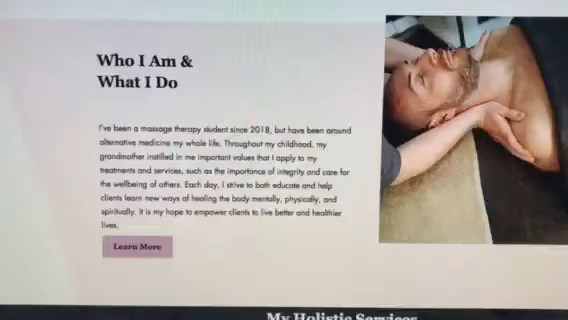 Who I Am &
What I Do
I've been a massage therapy student since 2018, but have been around
alternative medicine my whole life. Throughout my childhood, my
grandmother instilled in me important values that I apply to my
treatments and services, such as the importance of integrity and care for
the wellbeing of others. Each day, I strive to both educate and help
clients learn new ways of healing the body mentally, physically, and
spiritually. It is my hope to empower clients to live better and healthier
lives.
Learn More
My Holistic Services